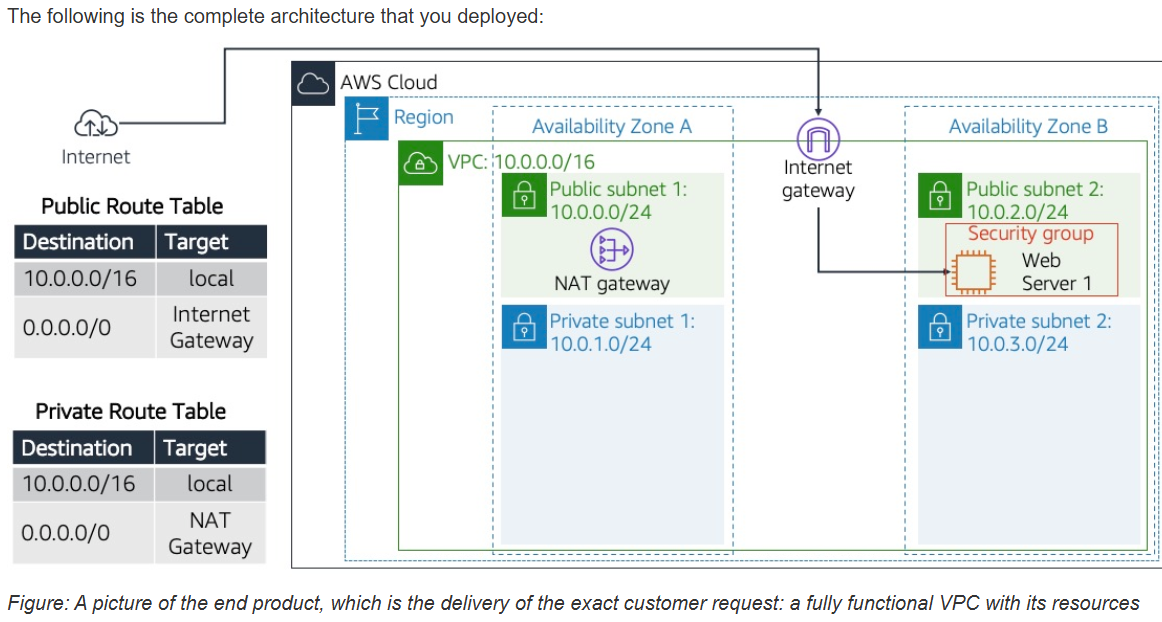 The following is the complete architecture that you deployed:
AWS Cloud
Region
Availability Zone A
Availability Zone B
Internet
Internet
gateway
VPC: 10.0.0.0/16
Public subnet 1:
10.0.0.0/24
NAT gateway
Public subnet 2:
10.0.2.0/24
Security group
Web
Server 1
Private subnet 1:
10.0.1.0/24
Private subnet 2:
10.0.3.0/24
Public Route Table
Destination Target
10.0.0.0/16 local
0.0.0.0/0 Internet
Gateway
Private Route Table
Destination Target
10.0.0.0/16 local
0.0.0.0/0 NAT
Gateway
Figure: A picture of the end product, which is the delivery of the exact customer request: a fully functional VPC with its resources